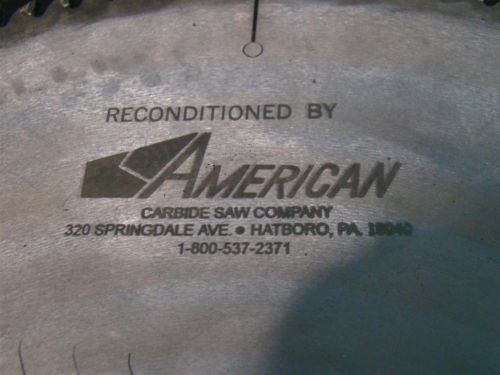 RECONDITIONED BY
AMERICAN
CARBIDE SAW COMPANY
320 SPRINGDALE AVE. • HATBORO, PA. 19040
1-800-537-2371